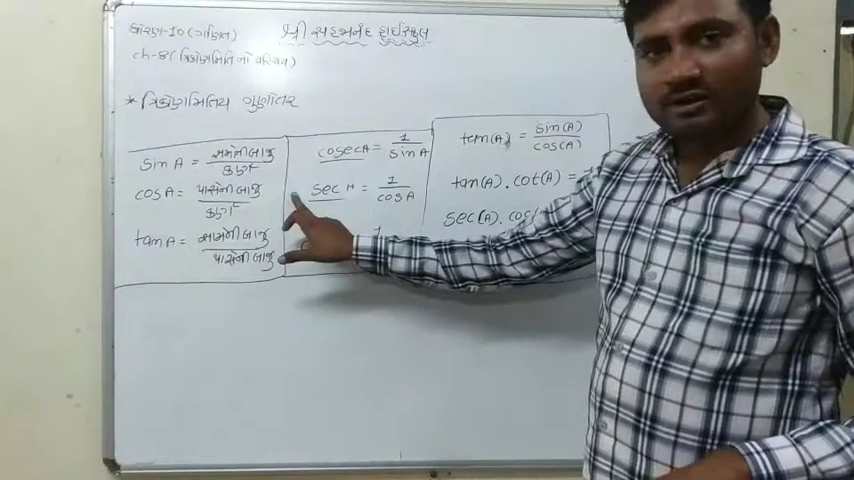 ધોરણ-10 (ગણિત)
શ્રી સહજાનંદ હાઈસ્કુલ
ch-8 (ત્રિકોણમિતિનો પરિચય)
* ત્રિકોણમિતિય ગુણોતર
sin A = સામેની બાજુ / કર્ણ
cos A = પાસેની બાજુ / કર્ણ
tan A = સામેની બાજુ / પાસેની બાજુ
cosec A = 1 / sin A
sec A = 1 / cos A
tan(A) = sin(A) / cos(A)
tan(A) . cot(A) =
sec(A) .